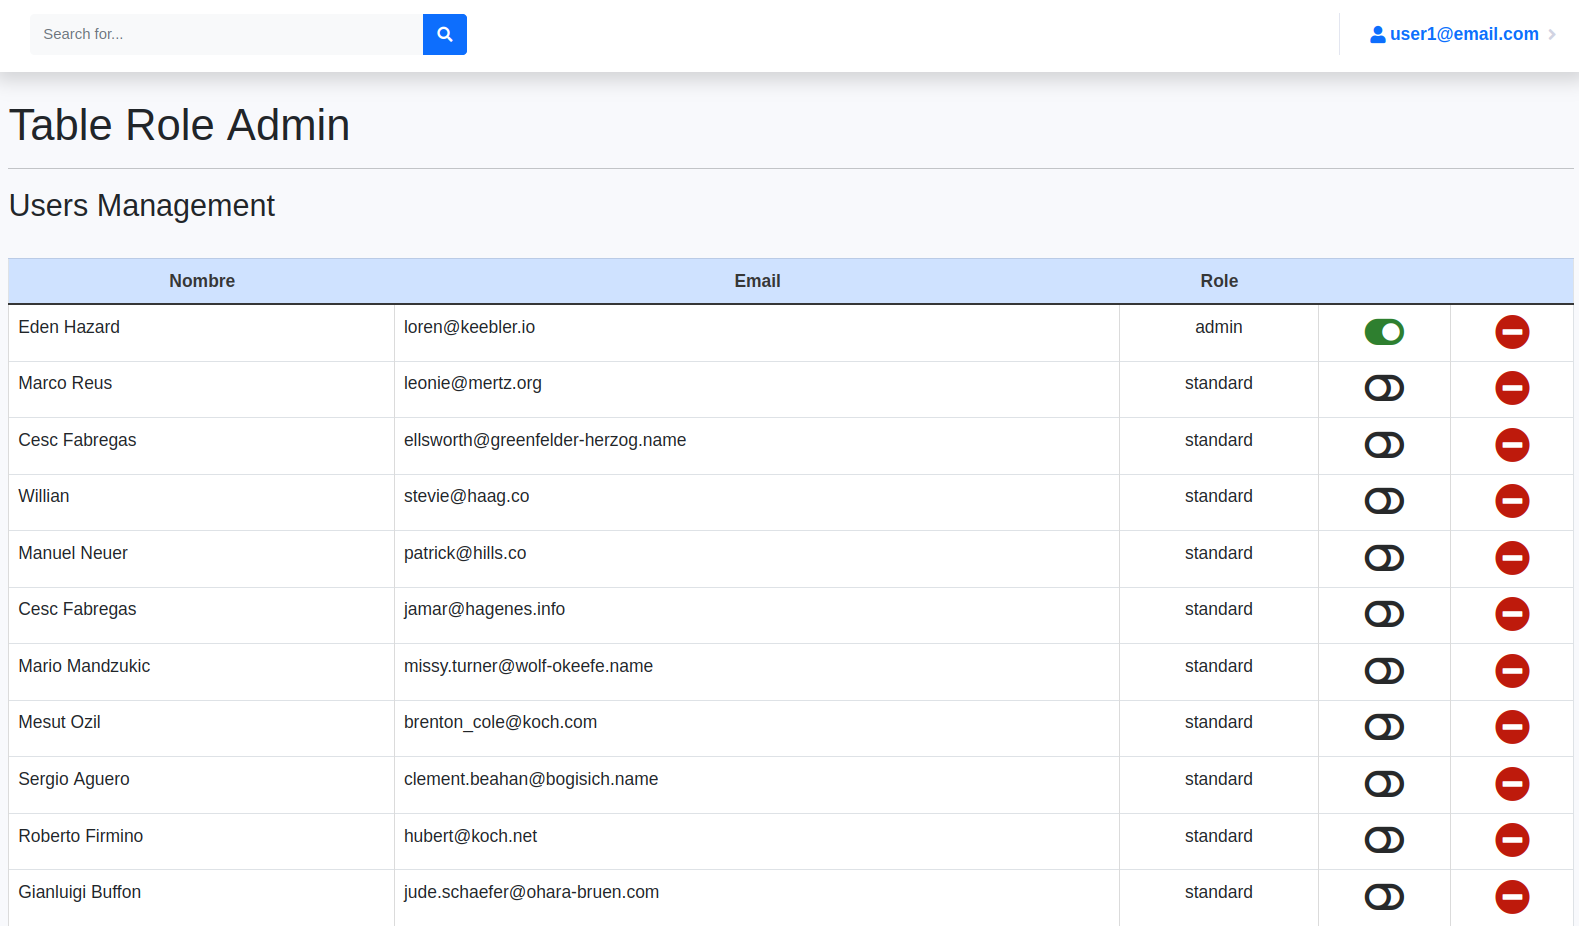 Search for...
user1@email.com
Table Role Admin
Users Management
Nombre Email Role
Eden Hazard loren@keebler.io admin
Marco Reus leonie@mertz.org standard
Cesc Fabregas ellsworth@greenfelder-herzog.name standard
Willian stevie@haag.co standard
Manuel Neuer patrick@hills.co standard
Cesc Fabregas jamar@hagenes.info standard
Mario Mandzukic missy.turner@wolf-okeefe.name standard
Mesut Ozil brenton_cole@koch.com standard
Sergio Aguero clement.beahan@bogisich.name standard
Roberto Firmino hubert@koch.net standard
Gianluigi Buffon jude.schaefer@ohara-bruen.com standard